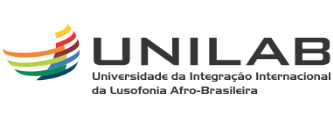 UNILAB
Universidade da Integração Internacional
da Lusofonia Afro-Brasileira